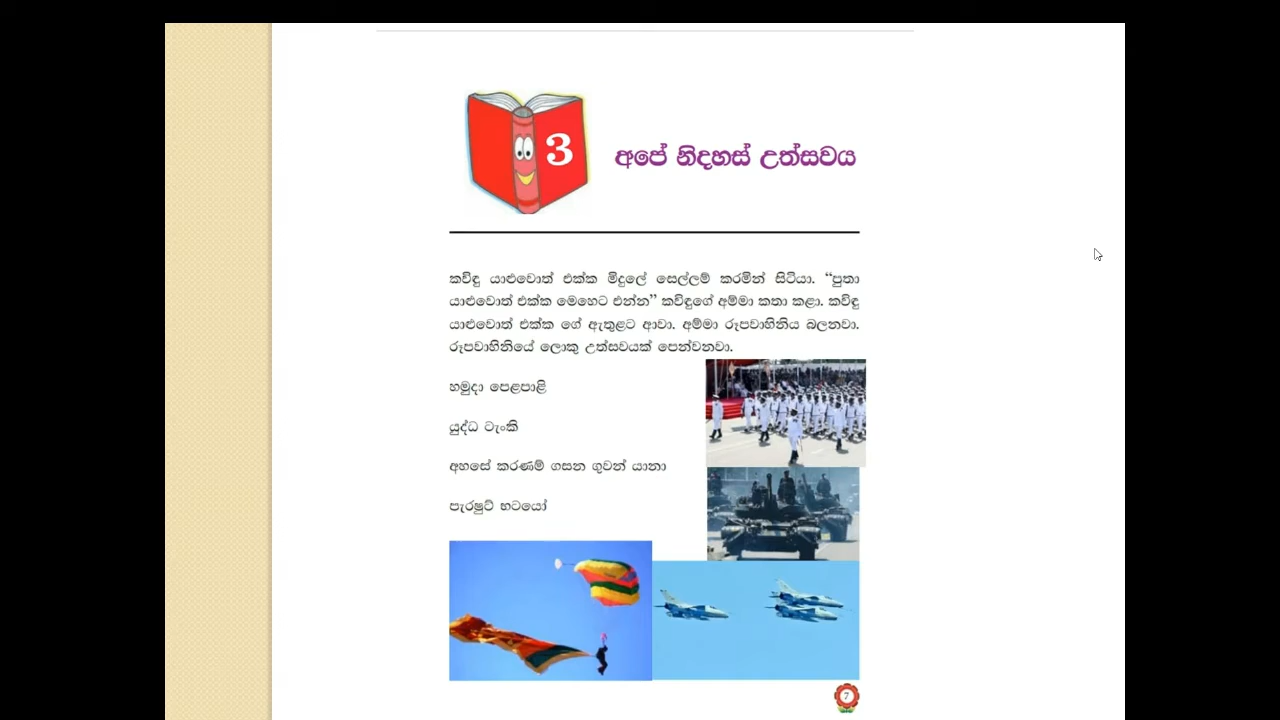 3
අපේ නිදහස් උත්සවය
කවිඳු යාළුවොත් එක්ක මිදුලේ සෙල්ලම් කරමින් සිටියා. “පුතා
යාළුවොත් එක්ක මෙහෙට එන්න” කවිඳුගේ අම්මා කතා කළා. කවිඳු
යාළුවොත් එක්ක ගේ ඇතුළට ආවා. අම්මා රූපවාහිනිය බලනවා.
රූපවාහිනියේ ලොකු උත්සවයක් පෙන්වනවා.
හමුදා පෙළපාළි
යුද්ධ ටැංකි
අහසේ කරණම් ගසන ගුවන් යානා
පැරෂුට් භටයෝ
7